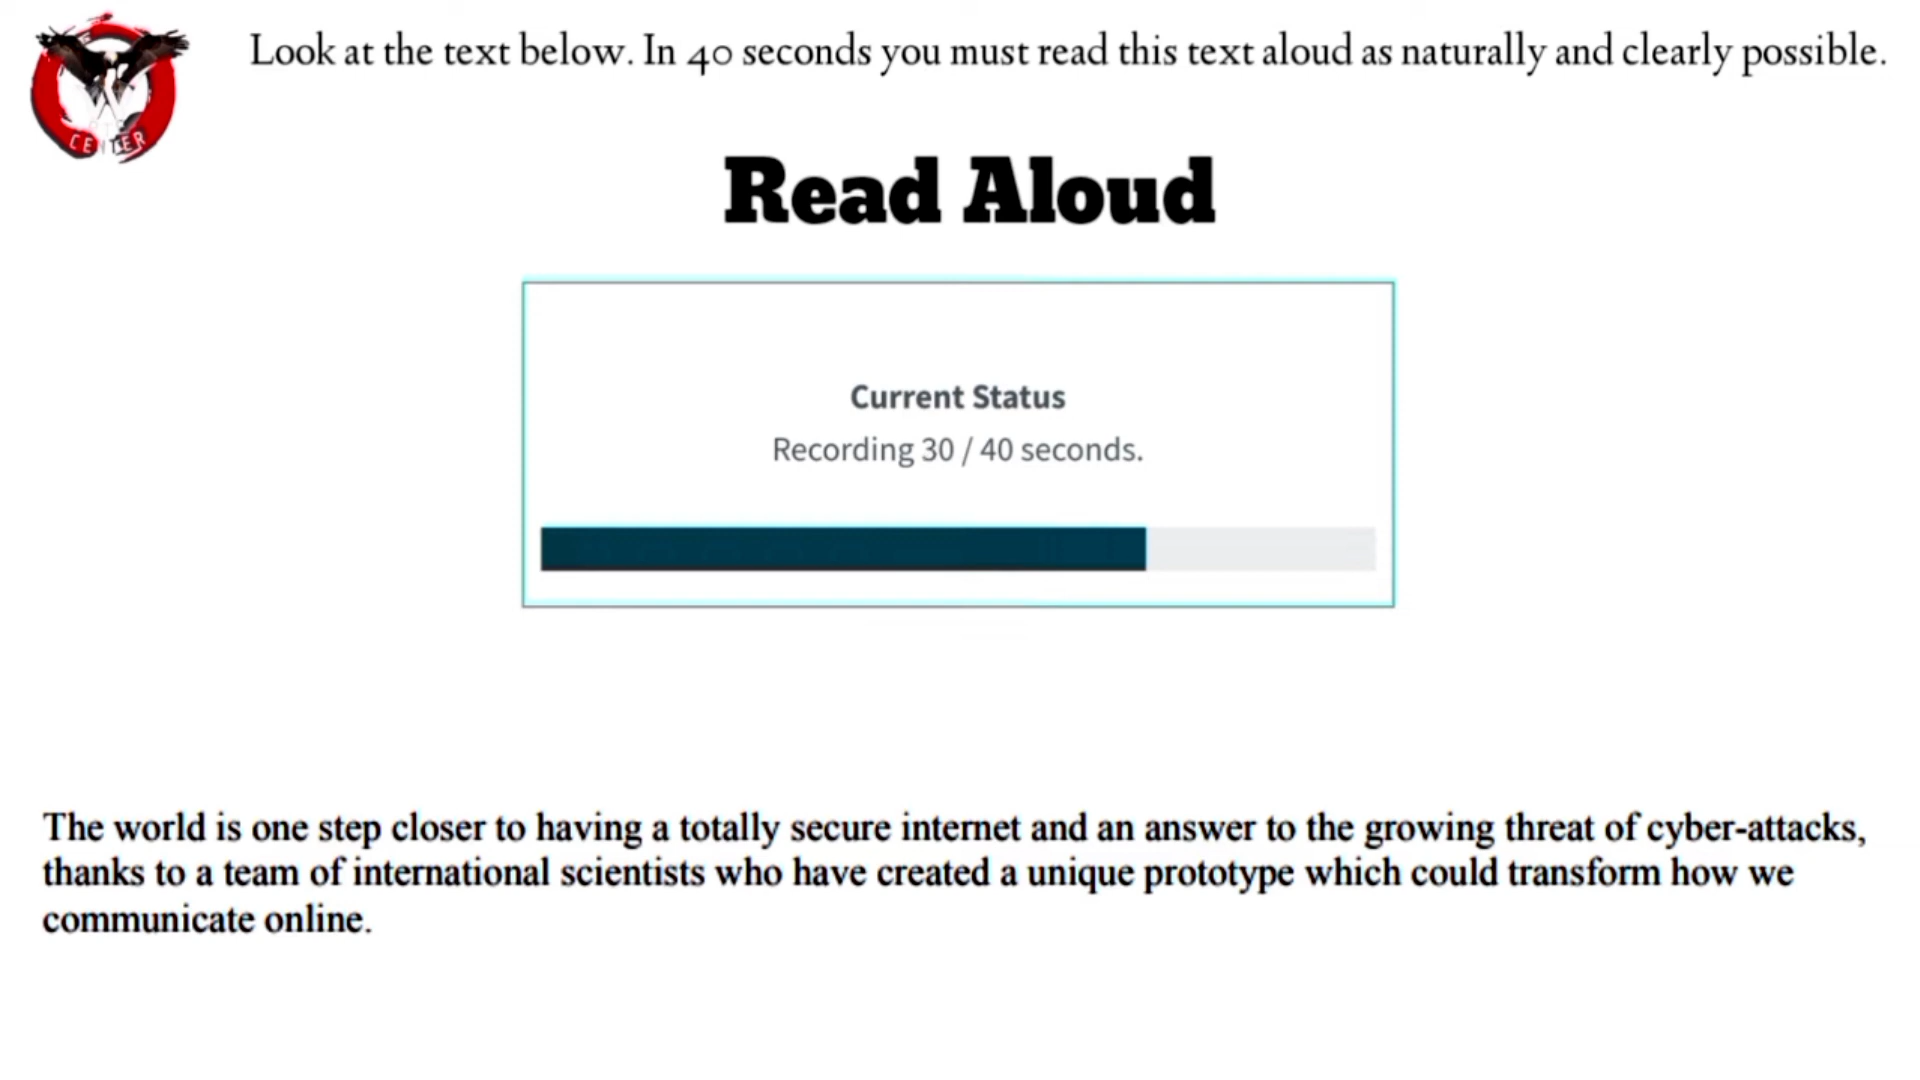 Look at the text below. In 40 seconds you must read this text aloud as naturally and clearly possible.
CENTER
Read Aloud
Current Status
Recording 30 / 40 seconds.
The world is one step closer to having a totally secure internet and an answer to the growing threat of cyber-attacks,
thanks to a team of international scientists who have created a unique prototype which could transform how we
communicate online.